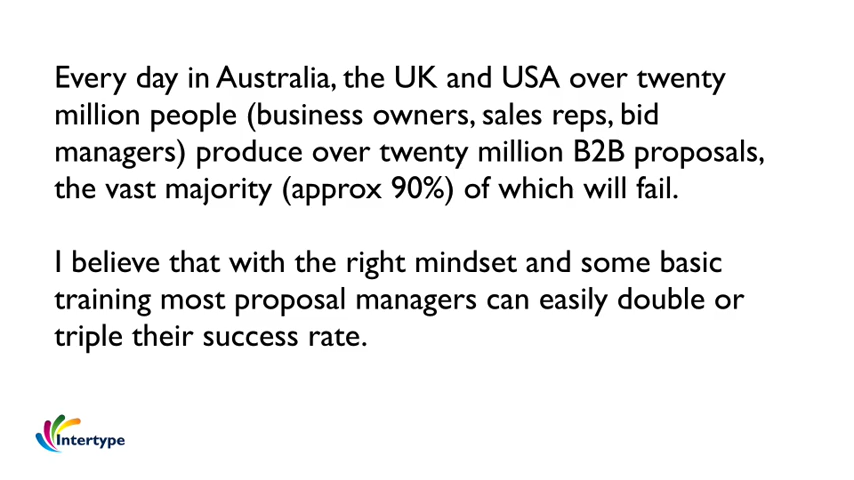 Every day in Australia, the UK and USA over twenty
million people (business owners, sales reps, bid
managers) produce over twenty million B2B proposals,
the vast majority (approx 90%) of which will fail.
I believe that with the right mindset and some basic
training most proposal managers can easily double or
triple their success rate.
Intertype